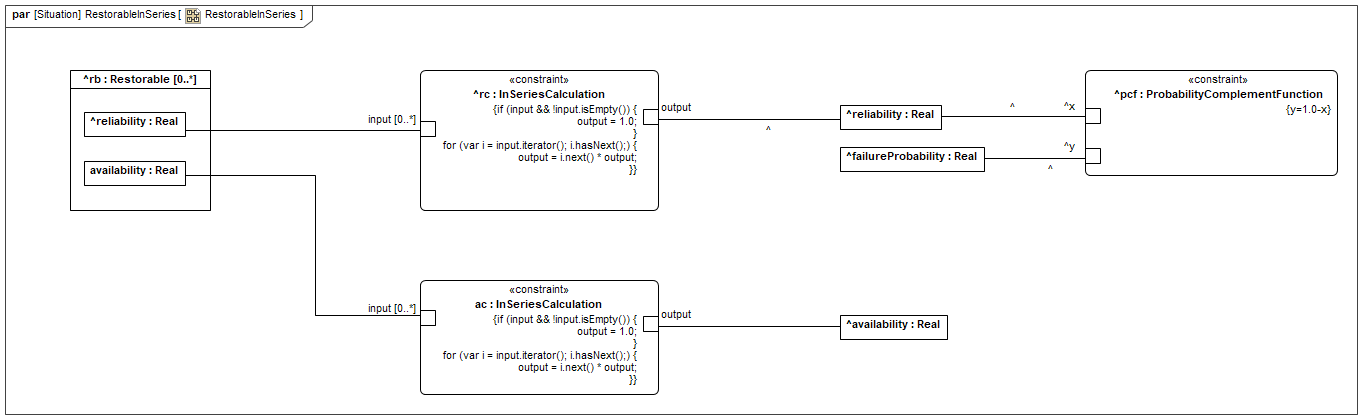 par [Situation] RestorableInSeries [ RestorableInSeries ]
^rb : Restorable [0..*]
^reliability : Real
availability : Real
input [0..*]
«constraint»
^rc : InSeriesCalculation
{if (input && !input.isEmpty()) {
output = 1.0;
}
for (var i = input.iterator(); i.hasNext();) {
output = i.next() * output;
}}
output
^
^reliability : Real
^failureProbability : Real
^
^x
^y
^
«constraint»
^pcf : ProbabilityComplementFunction
{y=1.0-x}
input [0..*]
«constraint»
ac : InSeriesCalculation
{if (input && !input.isEmpty()) {
output = 1.0;
}
for (var i = input.iterator(); i.hasNext();) {
output = i.next() * output;
}}
output
^availability : Real